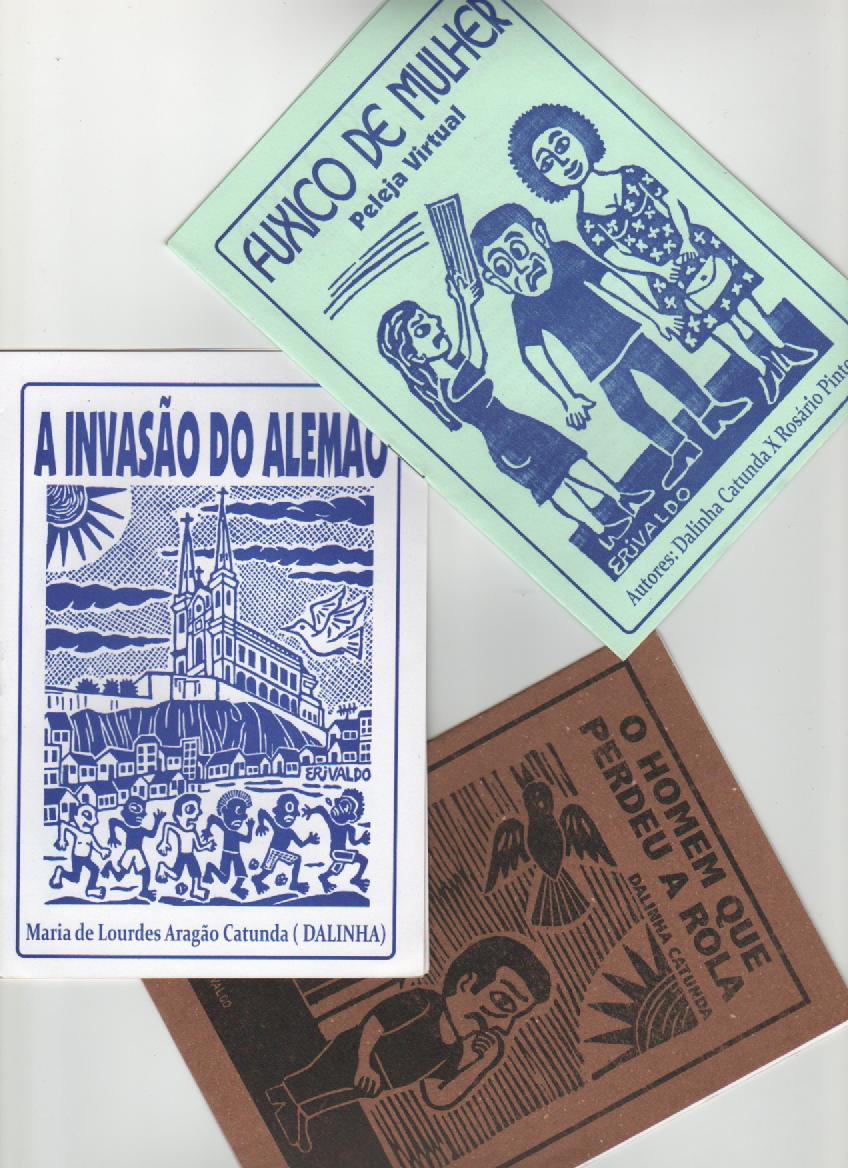 FUXICO DE MULHER
Peleja Virtual
ERIVALDO
Autores: Dalinha Catunda X Rosário Pinto
A INVASÃO DO ALEMÃO
ERIVALDO
Maria de Lourdes Aragão Catunda ( DALINHA)
O HOMEM QUE
PERDEU A ROLA
DALINHA CATUNDA